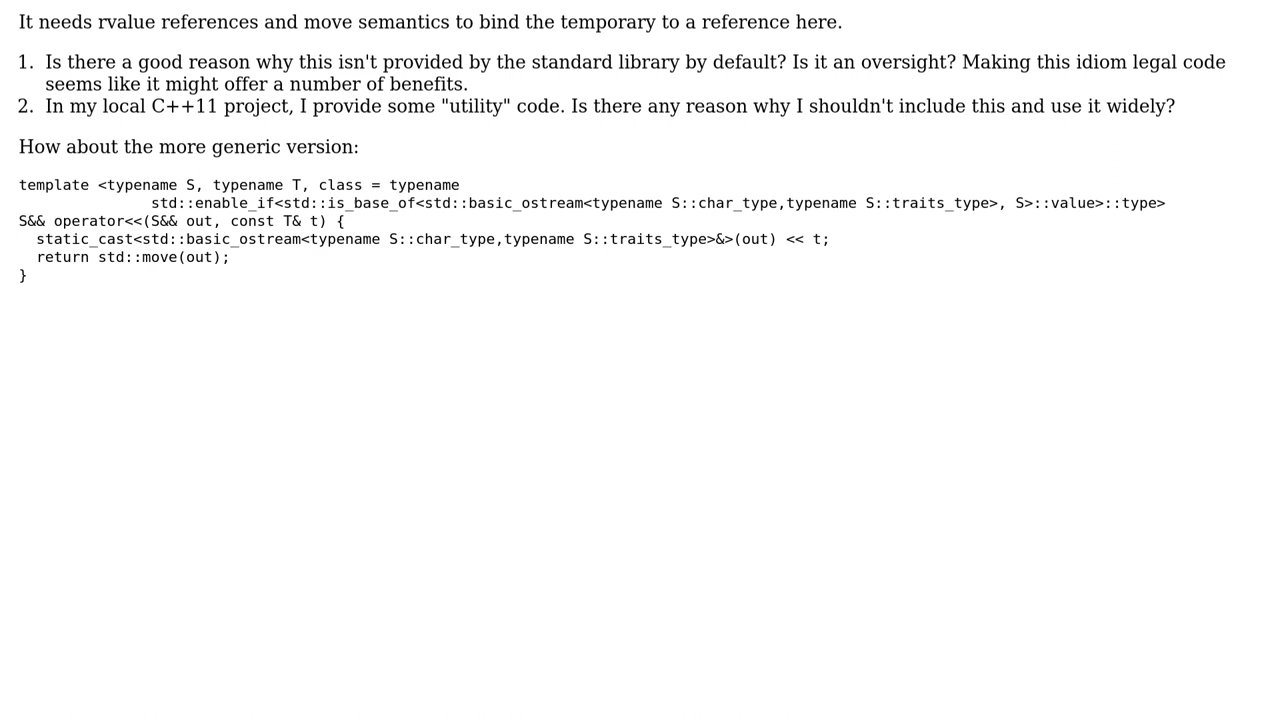 It needs rvalue references and move semantics to bind the temporary to a reference here.
1. Is there a good reason why this isn't provided by the standard library by default? Is it an oversight? Making this idiom legal code
seems like it might offer a number of benefits.
2. In my local C++11 project, I provide some "utility" code. Is there any reason why I shouldn't include this and use it widely?
How about the more generic version:
template <typename S, typename T, class = typename
               std::enable_if<std::is_base_of<std::basic_ostream<typename S::char_type,typename S::traits_type>, S>::value>::type>
S&& operator<<(S&& out, const T& t) {
  static_cast<std::basic_ostream<typename S::char_type,typename S::traits_type>&>(out) << t;
  return std::move(out);
}